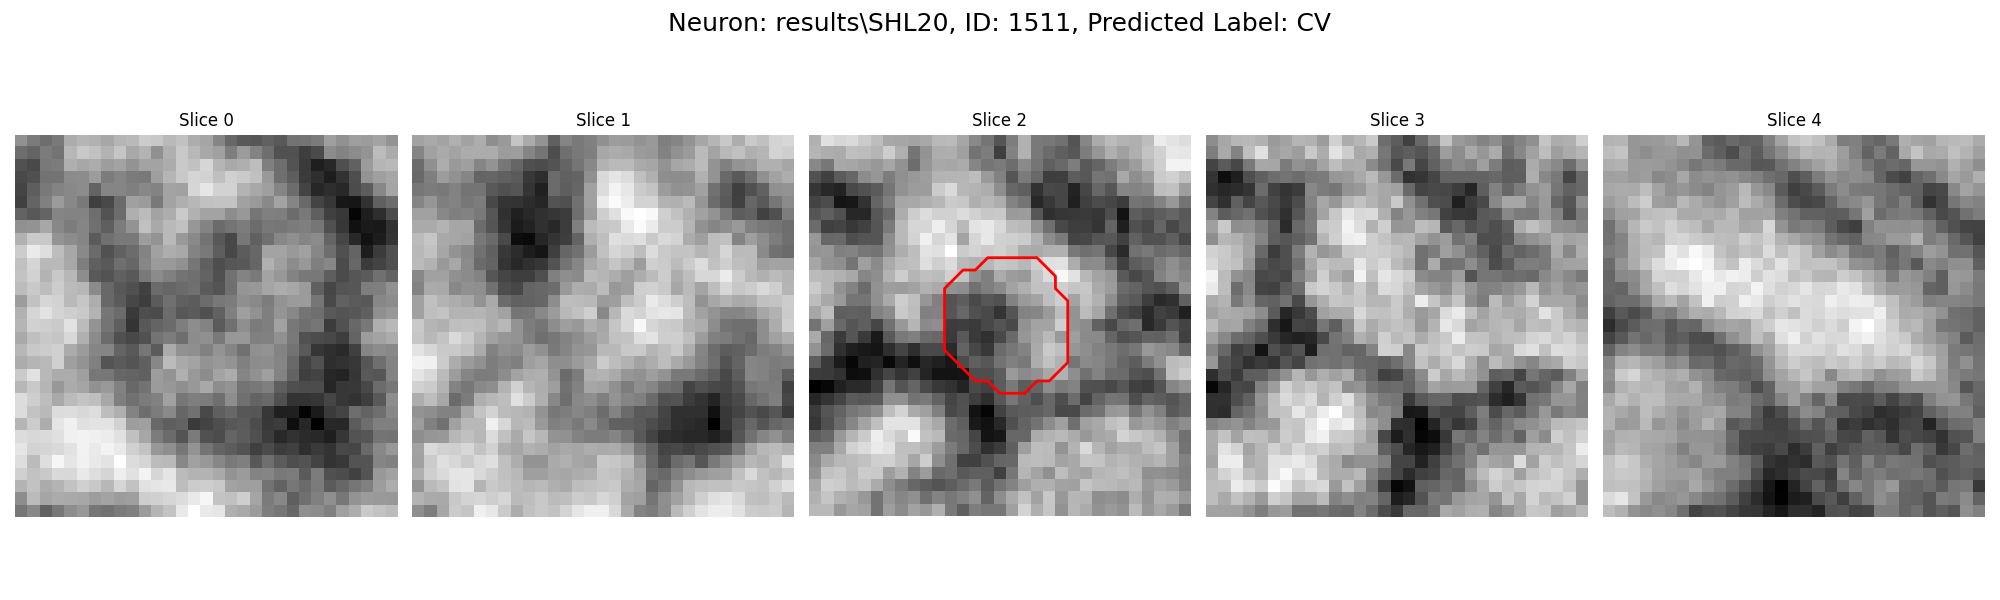 Neuron: results\SHL20, ID: 1511, Predicted Label: CV
Slice 0
Slice 1
Slice 2
Slice 3
Slice 4